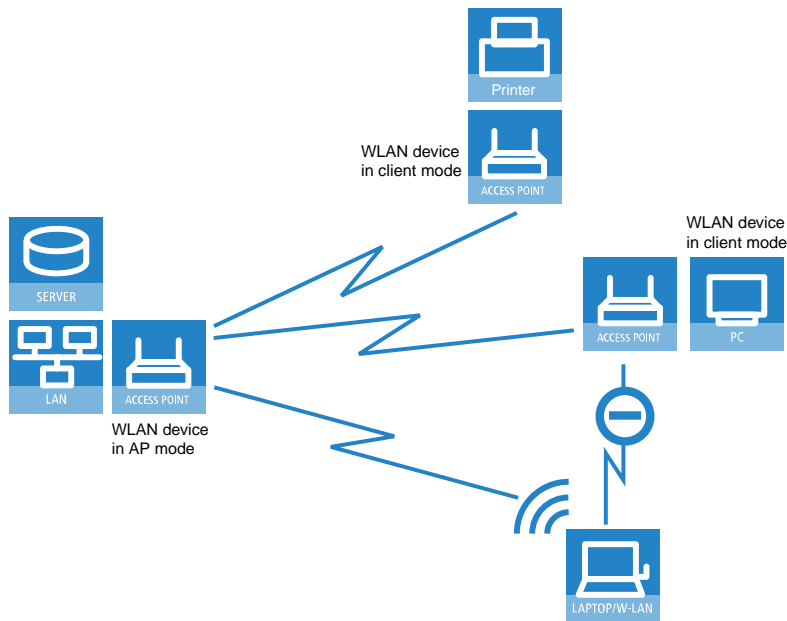 Printer
WLAN device
in client mode
ACCESS POINT
WLAN device
in client mode
SERVER
ACCESS POINT
PC
LAN
ACCESS POINT
WLAN device
in AP mode
LAPTOP/W-LAN